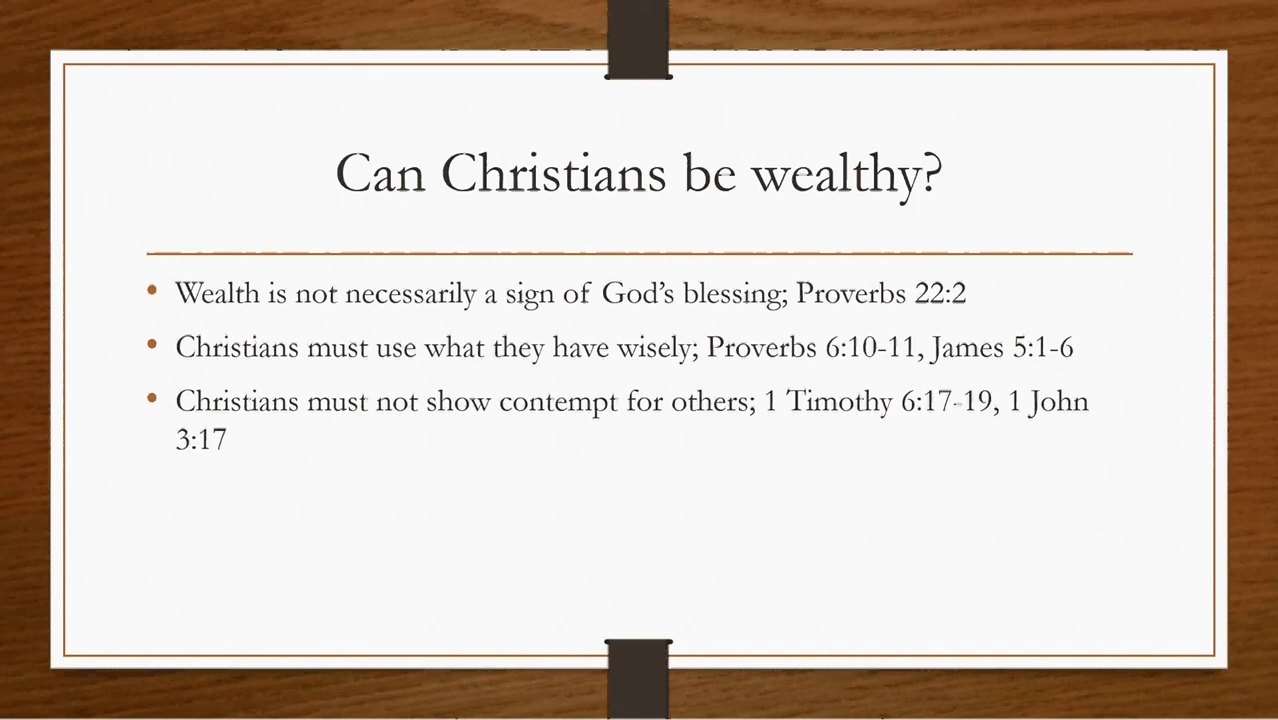 Can Christians be wealthy?
• Wealth is not necessarily a sign of God's blessing; Proverbs 22:2
• Christians must use what they have wisely; Proverbs 6:10-11, James 5:1-6
• Christians must not show contempt for others; 1 Timothy 6:17-19, 1 John
3:17